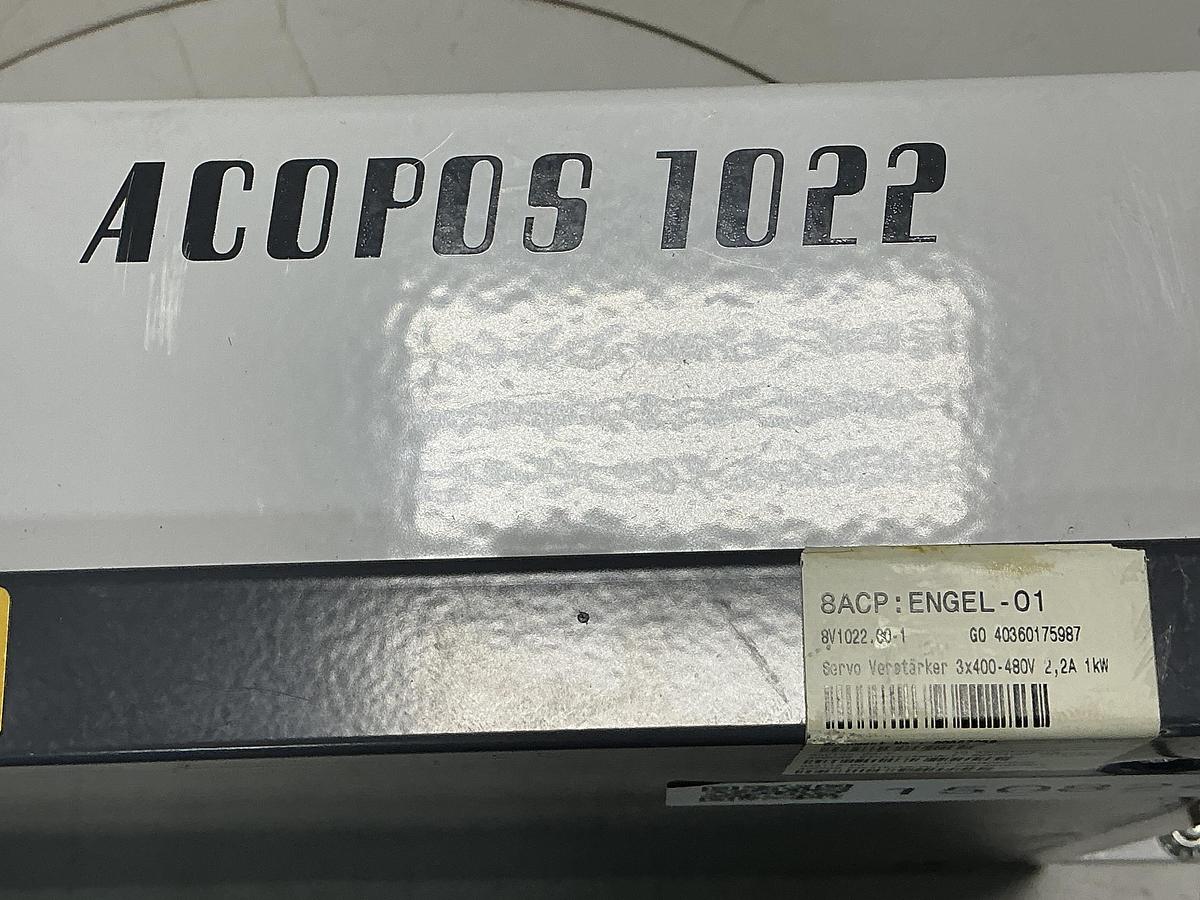 ACOPOS 1022
8ACP:ENGEL-01
8V1022.00-1 GO 40360175987
Servo Verstärker 3x400-480V 2,2A 1kW